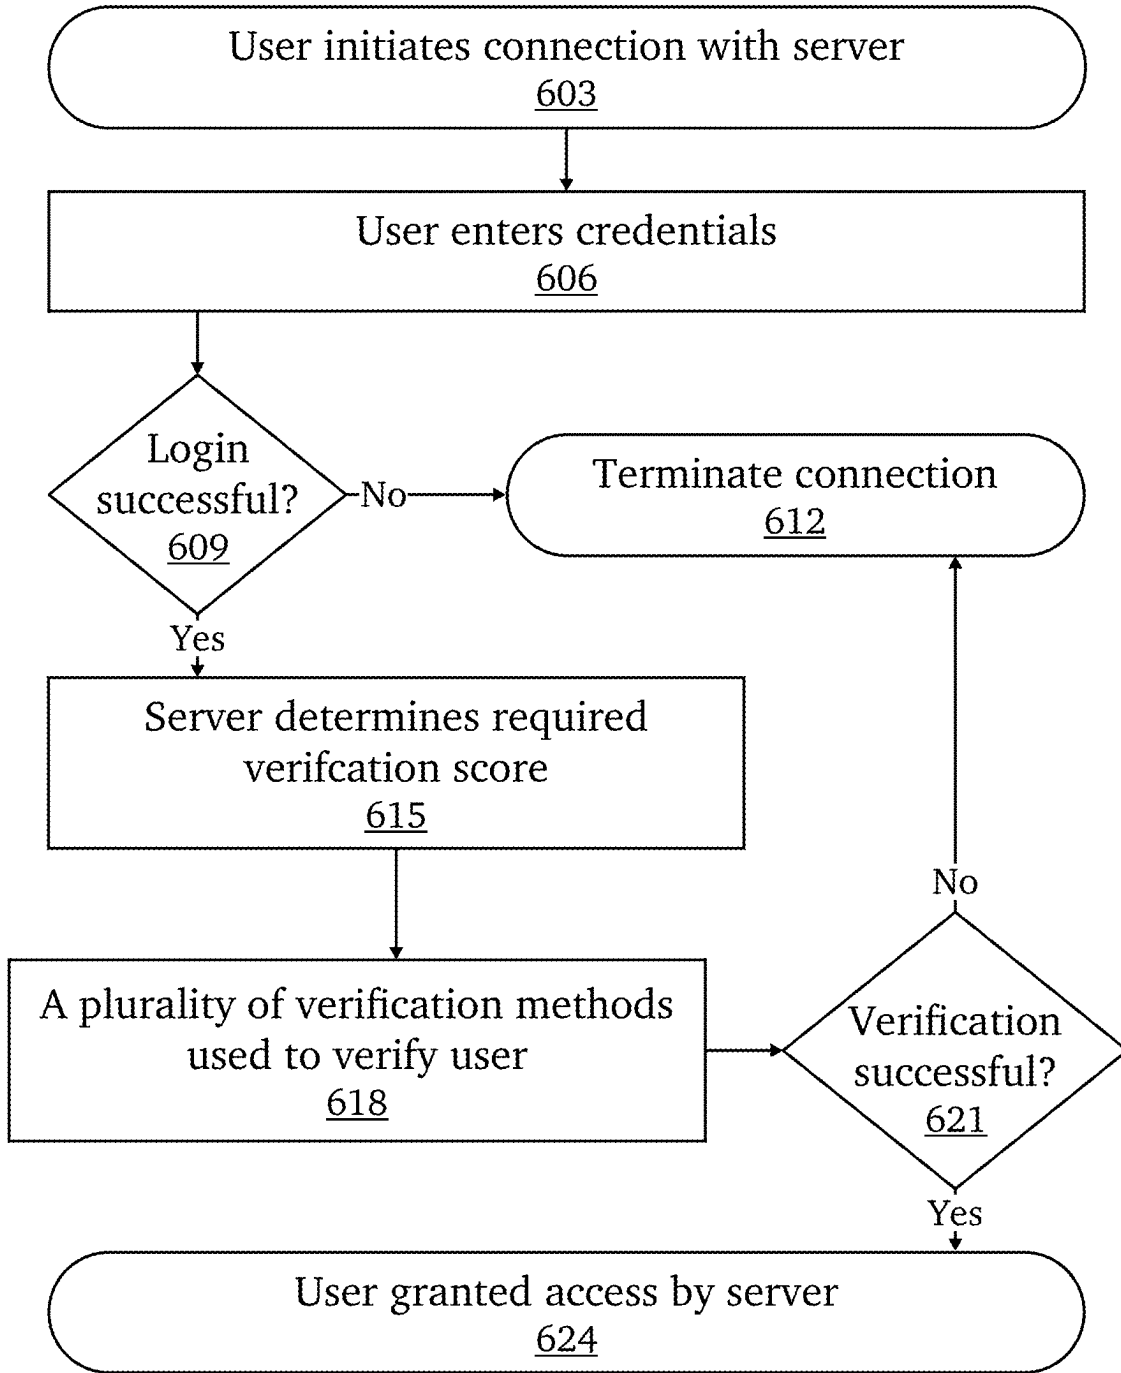 User initiates connection with server
603
User enters credentials
606
Login
successful?
609
No
Terminate connection
612
Yes
Server determines required
verifcation score
615
No
A plurality of verification methods
used to verify user
618
Verification
successful?
621
Yes
User granted access by server
624